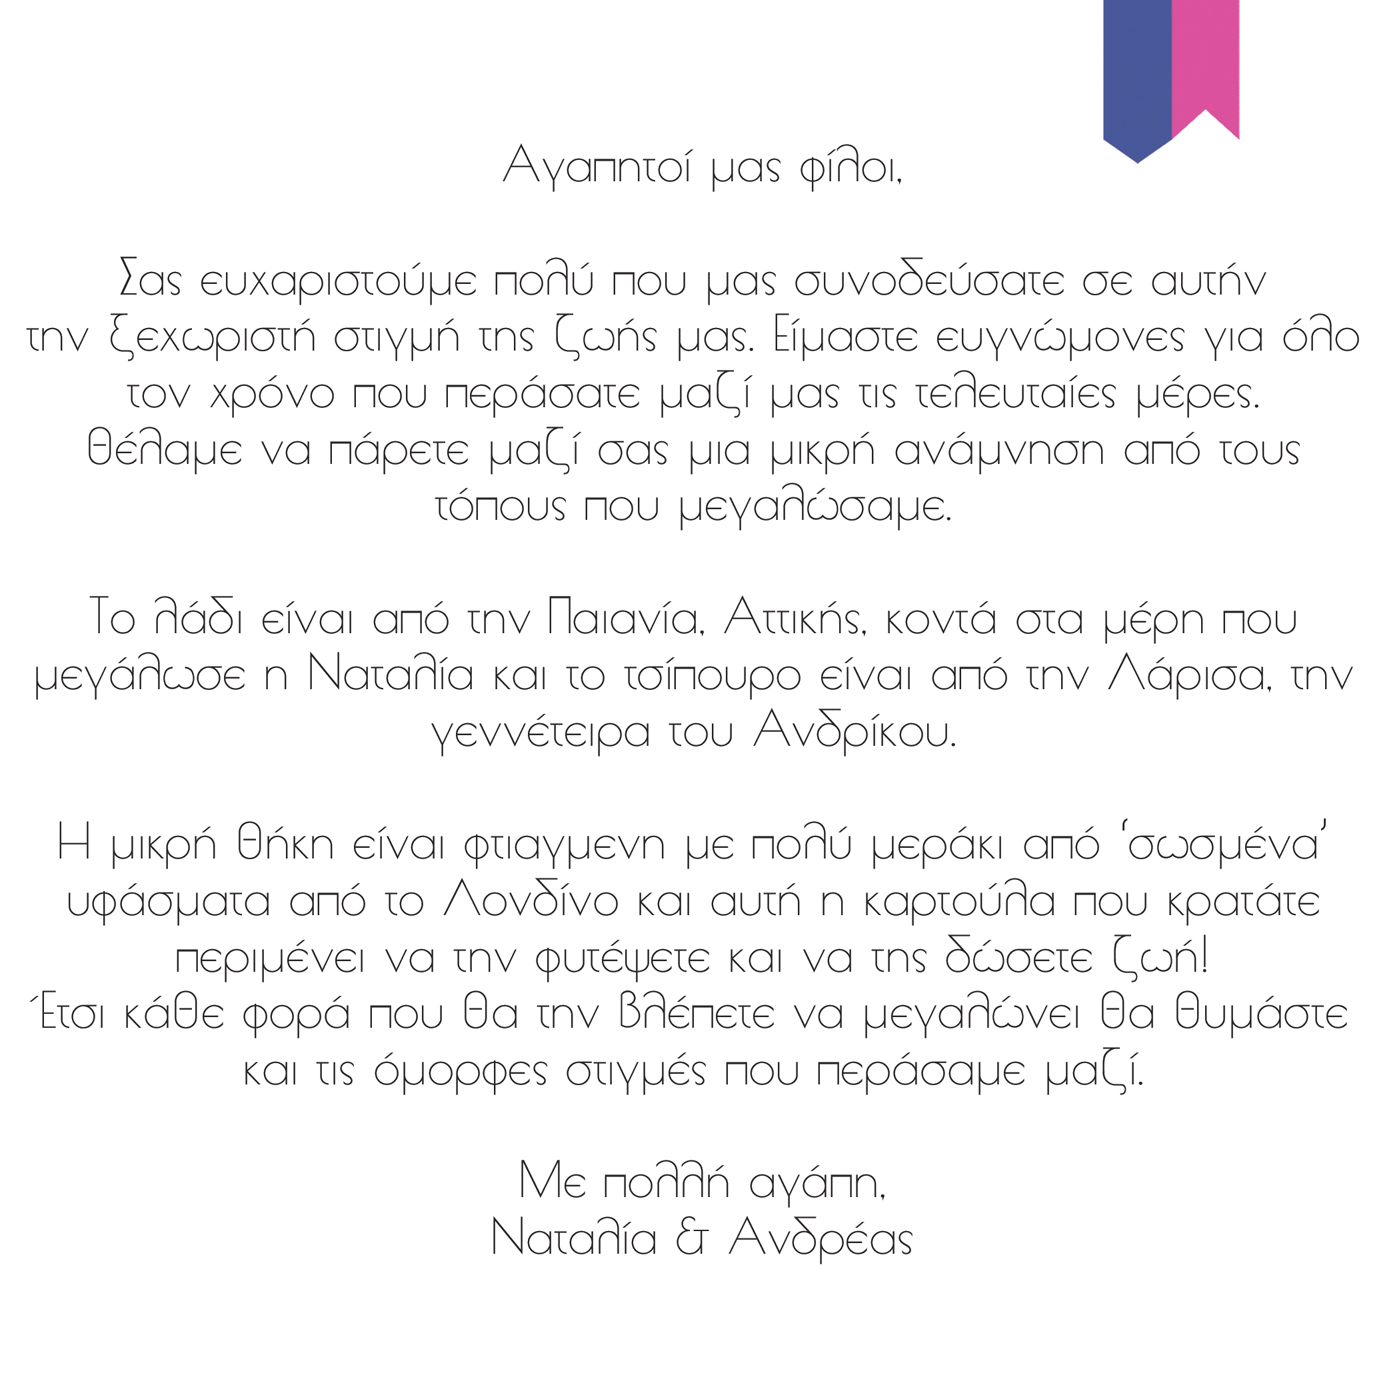 Αγαπητοί μας φίλοι,
Σας ευχαριστούμε πολύ που μας συνοδεύσατε σε αυτήν
την ξεχωριστή στιγμή της ζωής μας. Είμαστε ευγνώμονες για όλο
τον χρόνο που περάσατε μαζί μας τις τελευταίες μέρες.
Θέλαμε να πάρετε μαζί σας μια μικρή ανάμνηση από τους
τόπους που μεγαλώσαμε.
Το λάδι είναι από την Παιανία, Αττικής, κοντά στα μέρη που
μεγάλωσε η Ναταλία και το τσίπουρο είναι από την Λάρισα, την
γεννέτειρα του Ανδρίκου.
Η μικρή θήκη είναι φτιαγμενη με πολύ μεράκι από ‘σωσμένα’
υφάσματα από το Λονδίνο και αυτή η καρτούλα που κρατάτε
περιμένει να την φυτέψετε και να της δώσετε ζωή!
Έτσι κάθε φορά που θα την βλέπετε να μεγαλώνει θα θυμάστε
και τις όμορφες στιγμές που περάσαμε μαζί.
Με πολλή αγάπη,
Ναταλία & Ανδρέας